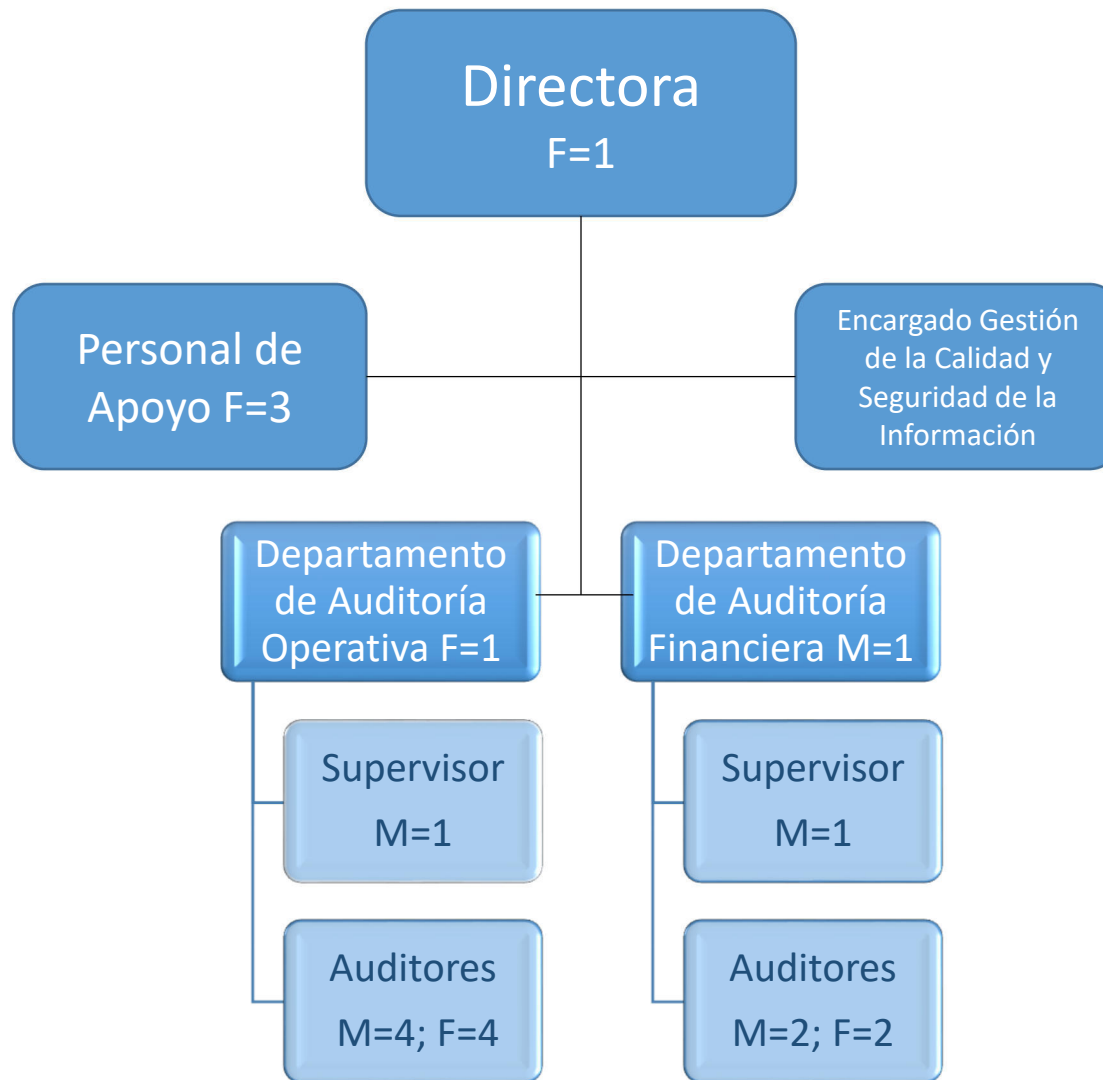 Directora
F=1
Personal de
Apoyo F=3
Encargado Gestión
de la Calidad y
Seguridad de la
Información
Departamento
de Auditoría
Operativa F=1
Departamento
de Auditoría
Financiera M=1
Supervisor
M=1
Supervisor
M=1
Auditores
M=4; F=4
Auditores
M=2; F=2